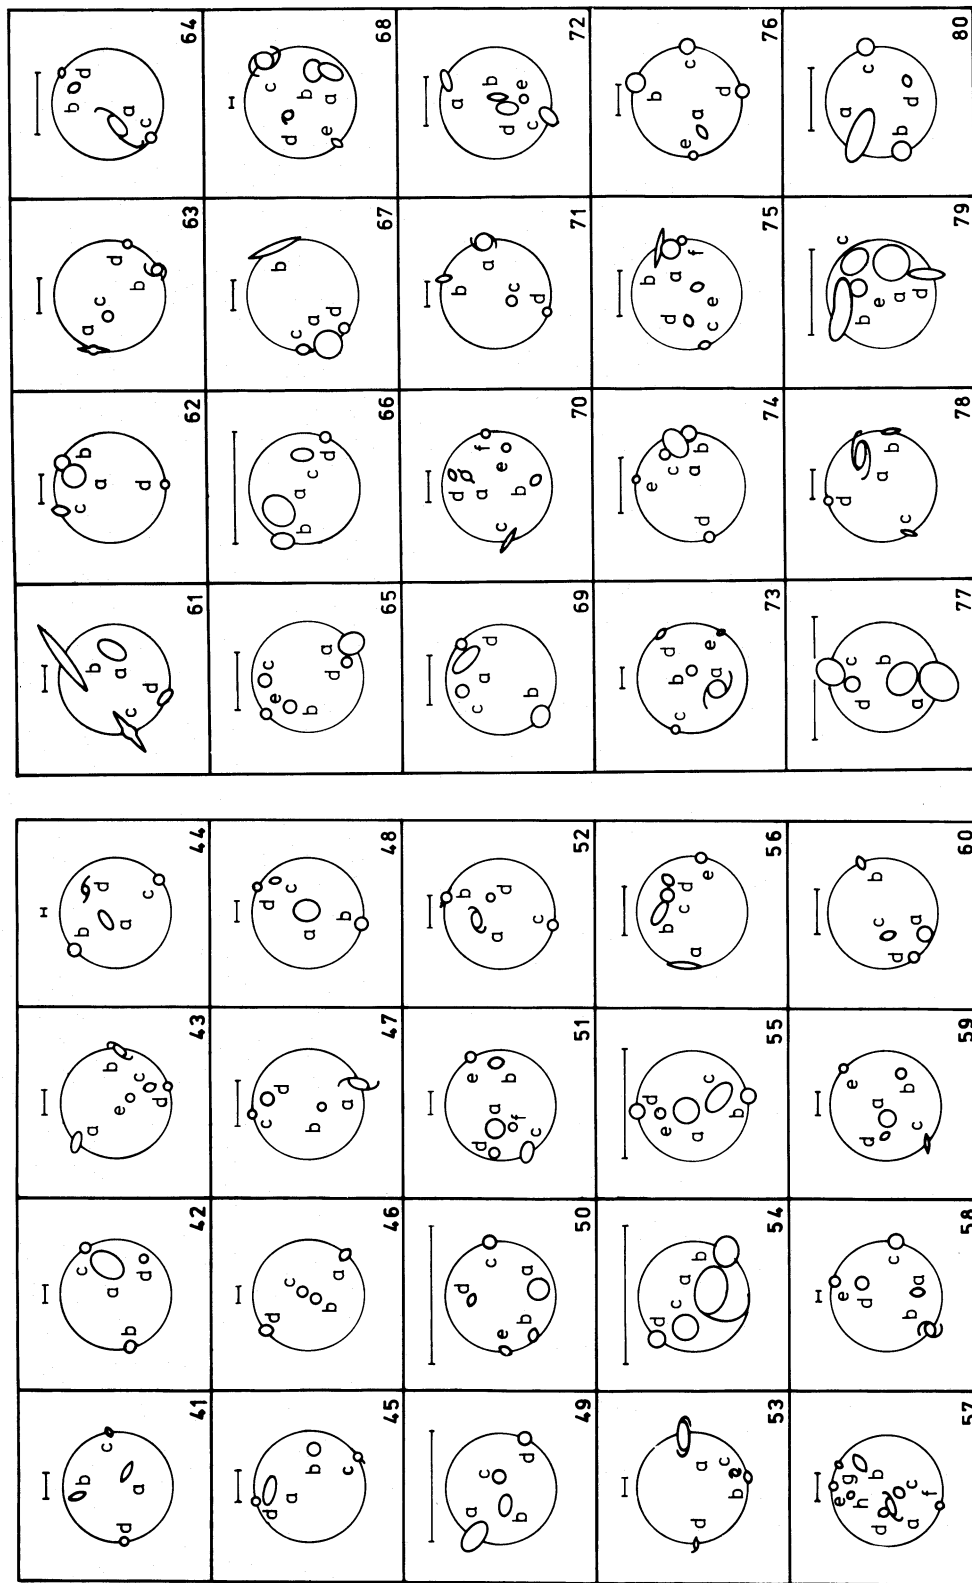 b c d a
41
c a b d
42
a b e c d
43
b d a c
44
b a c d
61
c b a d
62
a c d b
63
b d a c
64
d a b c
45
d c b a
46
c d b a
47
d c a b
48
c e b a d
65
a b c d
66
b c a d
67
c d b e a
68
a c b d
49
d c e b a
50
e d a b f c
51
b a d c
52
c a d b
69
d a f c e b
70
b a c d
71
a b d e c
72
d a c b
53
d c a b
54
d e a c b
55
b c d a e
56
d b c e a
73
e c a d b
74
b d a f c e
75
b e c a d
76
e g h b d c a f
57
e d c b a
58
e d a b c
59
b c d a
60
c d b a
77
d a b c
78
c b e a d
79
a c b d
80